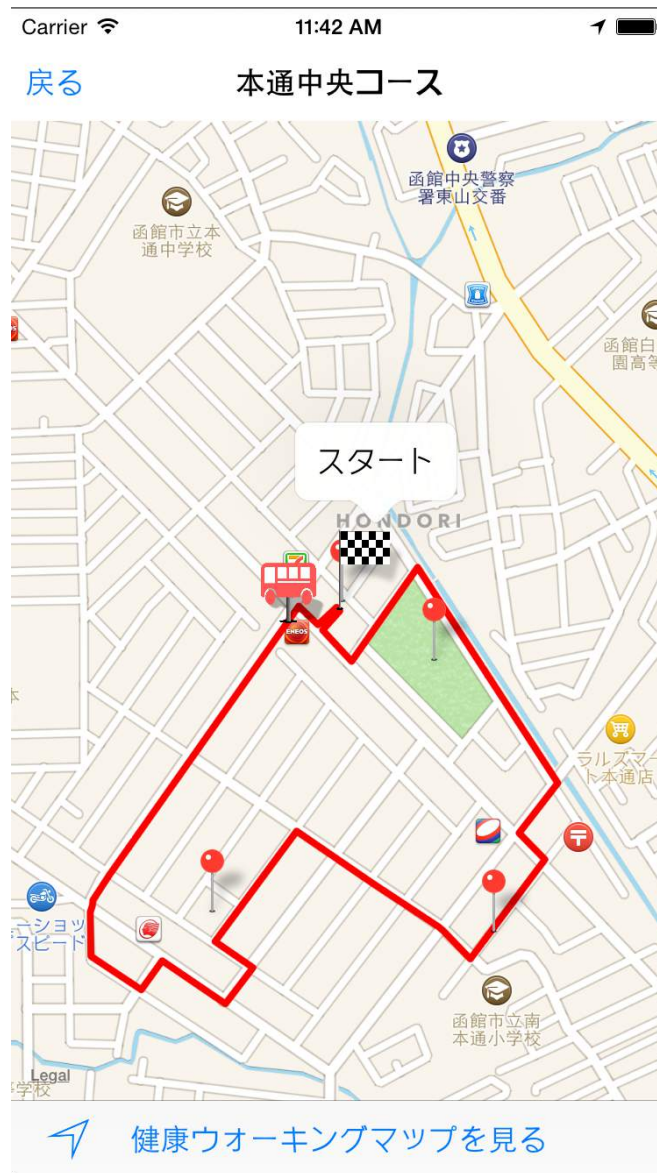 Carrier
11:42 AM
戻る
本通中央コース
函館中央警察
署東山交番
函館市立本
通中学校
函館白
園高等
スタート
HONDORI
ENEOS
ラルズマー
ト本通店
ーショッ
スピード
函館市立南
本通小学校
Legal
学校
健康ウオーキングマップを見る